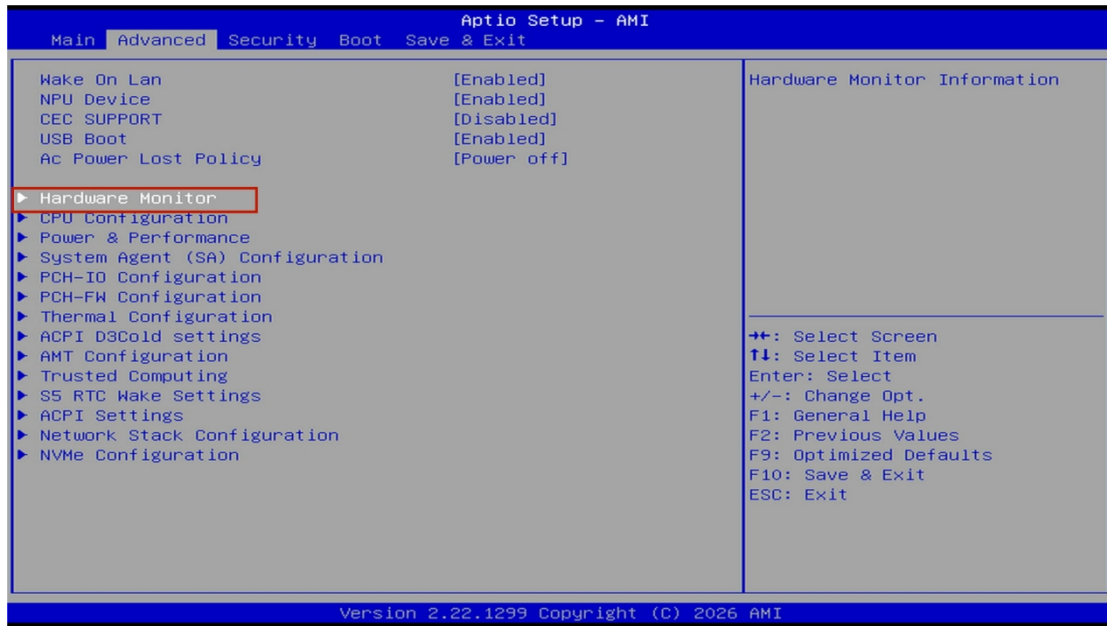 Aptio Setup - AMI
Main Advanced Security Boot Save & Exit
Wake On Lan [Enabled]
NPU Device [Enabled]
CEC SUPPORT [Disabled]
USB Boot [Enabled]
Ac Power Lost Policy [Power off]
▶ Hardware Monitor
▶ CPU Configuration
▶ Power & Performance
▶ System Agent (SA) Configuration
▶ PCH-IO Configuration
▶ PCH-FW Configuration
▶ Thermal Configuration
▶ ACPI D3Cold settings
▶ AMT Configuration
▶ Trusted Computing
▶ S5 RTC Wake Settings
▶ ACPI Settings
▶ Network Stack Configuration
▶ NVMe Configuration
Hardware Monitor Information
→←: Select Screen
↑↓: Select Item
Enter: Select
+/-: Change Opt.
F1: General Help
F2: Previous Values
F9: Optimized Defaults
F10: Save & Exit
ESC: Exit
Version 2.22.1299 Copyright (C) 2026 AMI